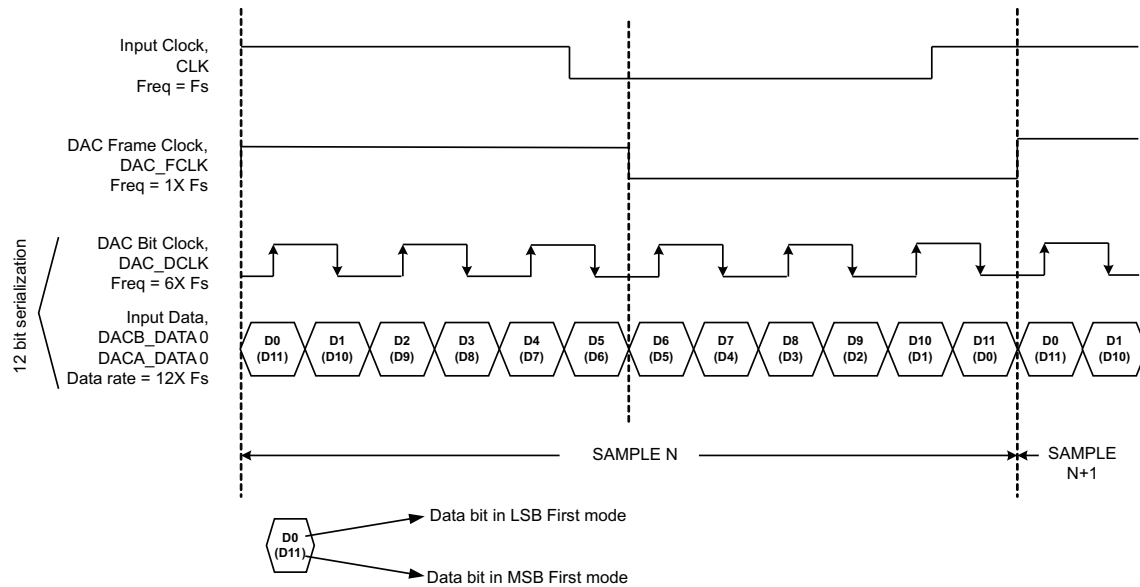 Input Clock,
CLK
Freq = Fs
DAC Frame Clock,
DAC_FCLK
Freq = 1X Fs
12 bit serialization
DAC Bit Clock,
DAC_DCLK
Freq = 6X Fs
Input Data,
DACB_DATA0
DACA_DATA0
Data rate = 12X Fs
D0 D1 D2 D3 D4 D5 D6 D7 D8 D9 D10 D11 D0 D1
(D11) (D10) (D9) (D8) (D7) (D6) (D5) (D4) (D3) (D2) (D1) (D0) (D11) (D10)
SAMPLE N
SAMPLE
N+1
D0
(D11)
Data bit in LSB First mode
Data bit in MSB First mode